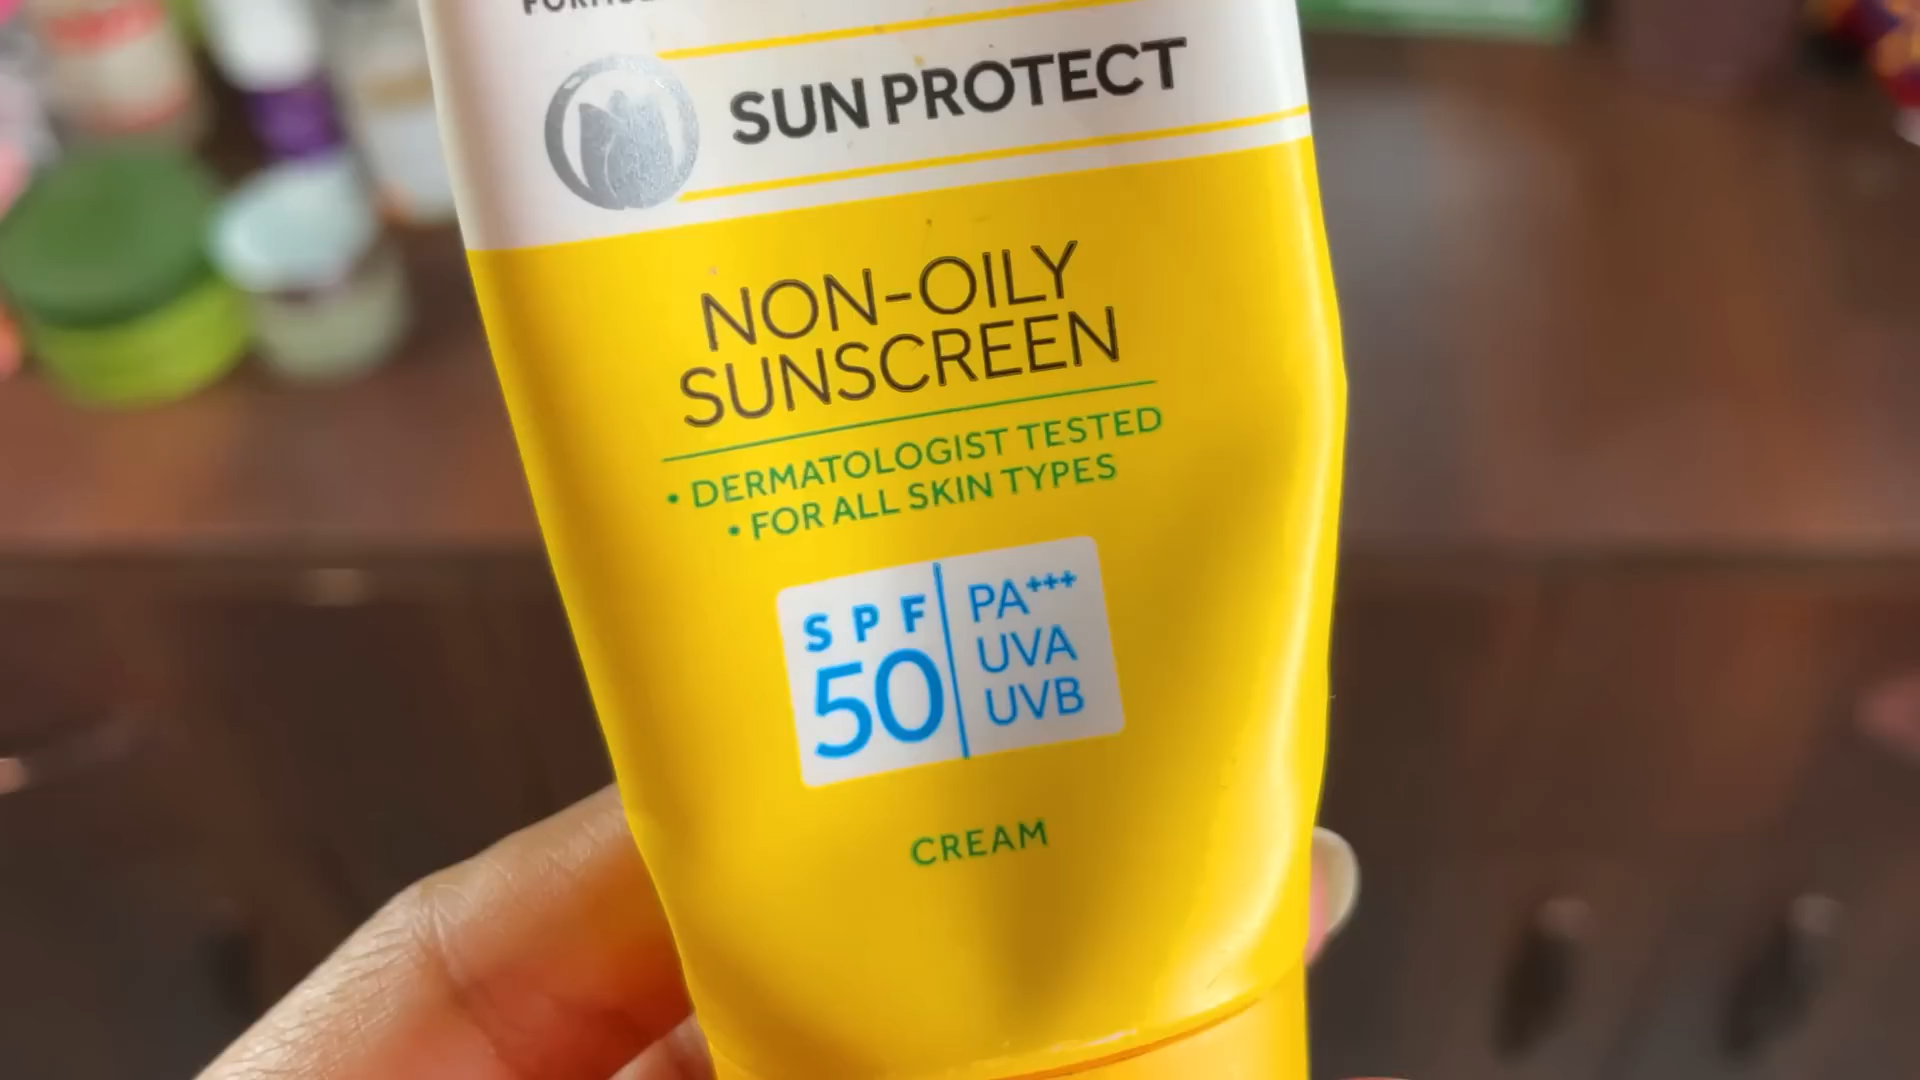 SUN PROTECT
NON-OILY
SUNSCREEN
• DERMATOLOGIST TESTED
• FOR ALL SKIN TYPES
SPF
50
PA+++
UVA
UVB
CREAM